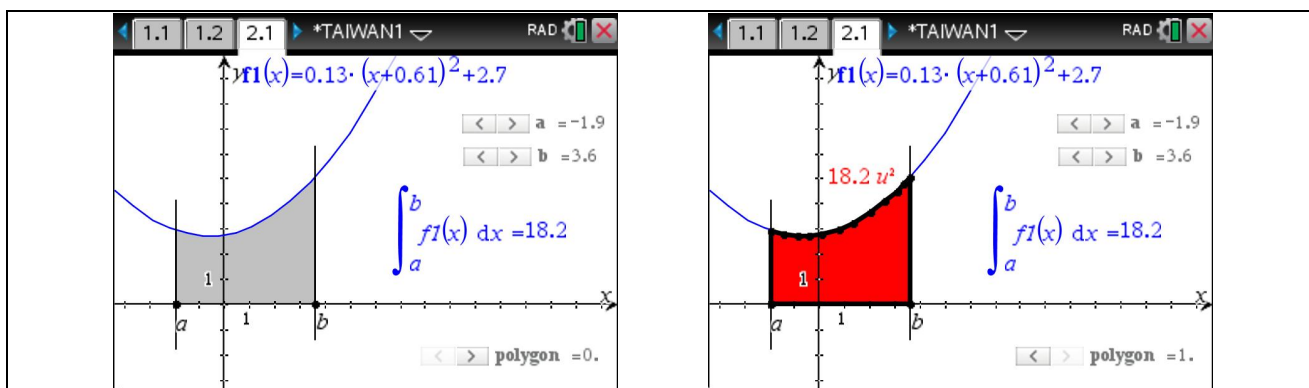 1.1 1.2 2.1 *TAIWAN1 RAD
y f1(x)=0.13· (x+0.61)²+2.7
a =-1.9
b =3.6
∫ₐᵇ f1(x) dx =18.2
1
x
a 1 b
polygon =0.
1.1 1.2 2.1 *TAIWAN1 RAD
y f1(x)=0.13· (x+0.61)²+2.7
a =-1.9
b =3.6
18.2 u²
∫ₐᵇ f1(x) dx =18.2
1
x
a 1 b
polygon =1.